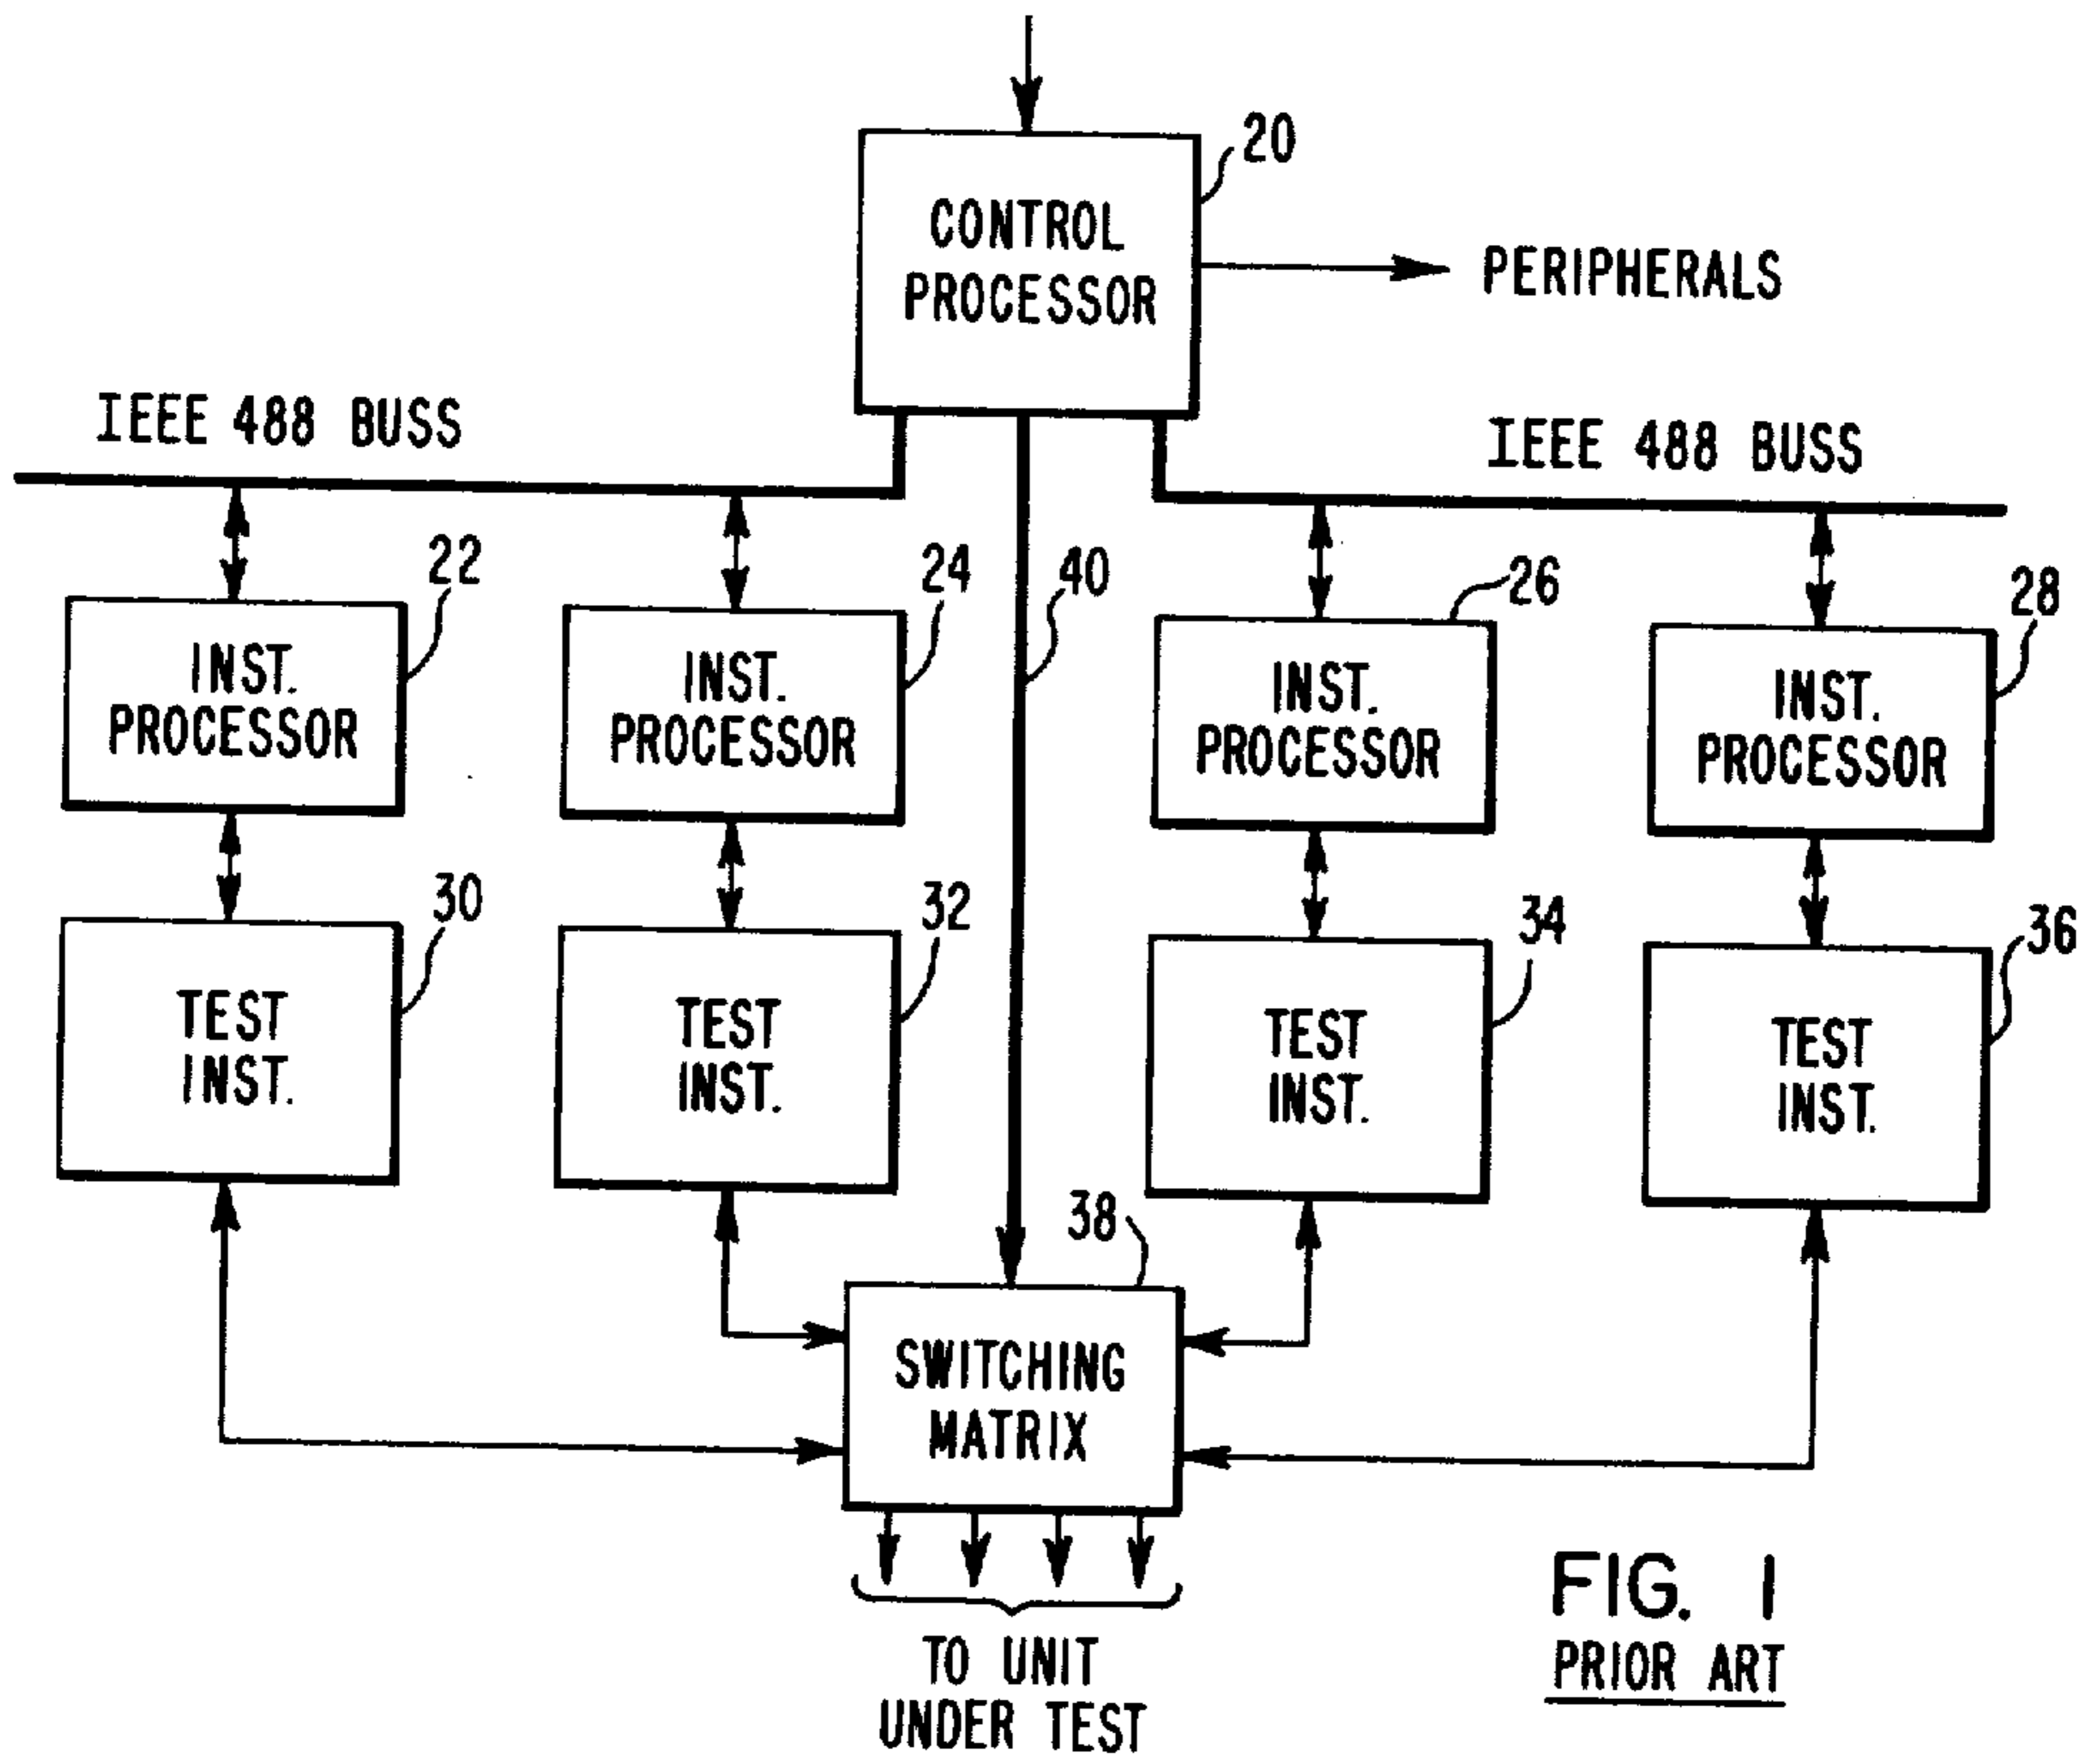 20
CONTROL
PROCESSOR
PERIPHERALS
IEEE 488 BUSS
IEEE 488 BUSS
22
24
40
26
28
INST.
PROCESSOR
INST.
PROCESSOR
INST.
PROCESSOR
INST.
PROCESSOR
30
32
34
36
TEST
INST.
TEST
INST.
TEST
INST.
TEST
INST.
38
SWITCHING
MATRIX
TO UNIT
UNDER TEST
FIG. 1
PRIOR ART